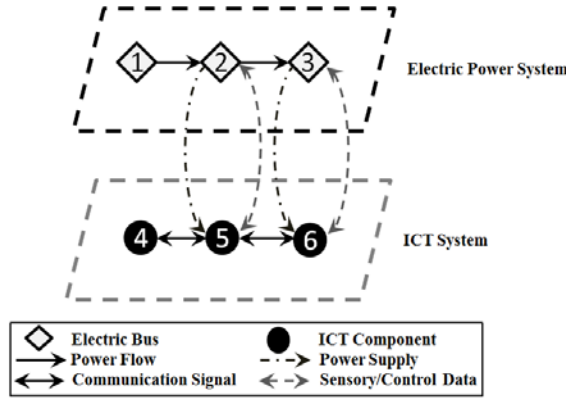 1 2 3
Electric Power System
4 5 6
ICT System
Electric Bus ICT Component
Power Flow Power Supply
Communication Signal Sensory/Control Data